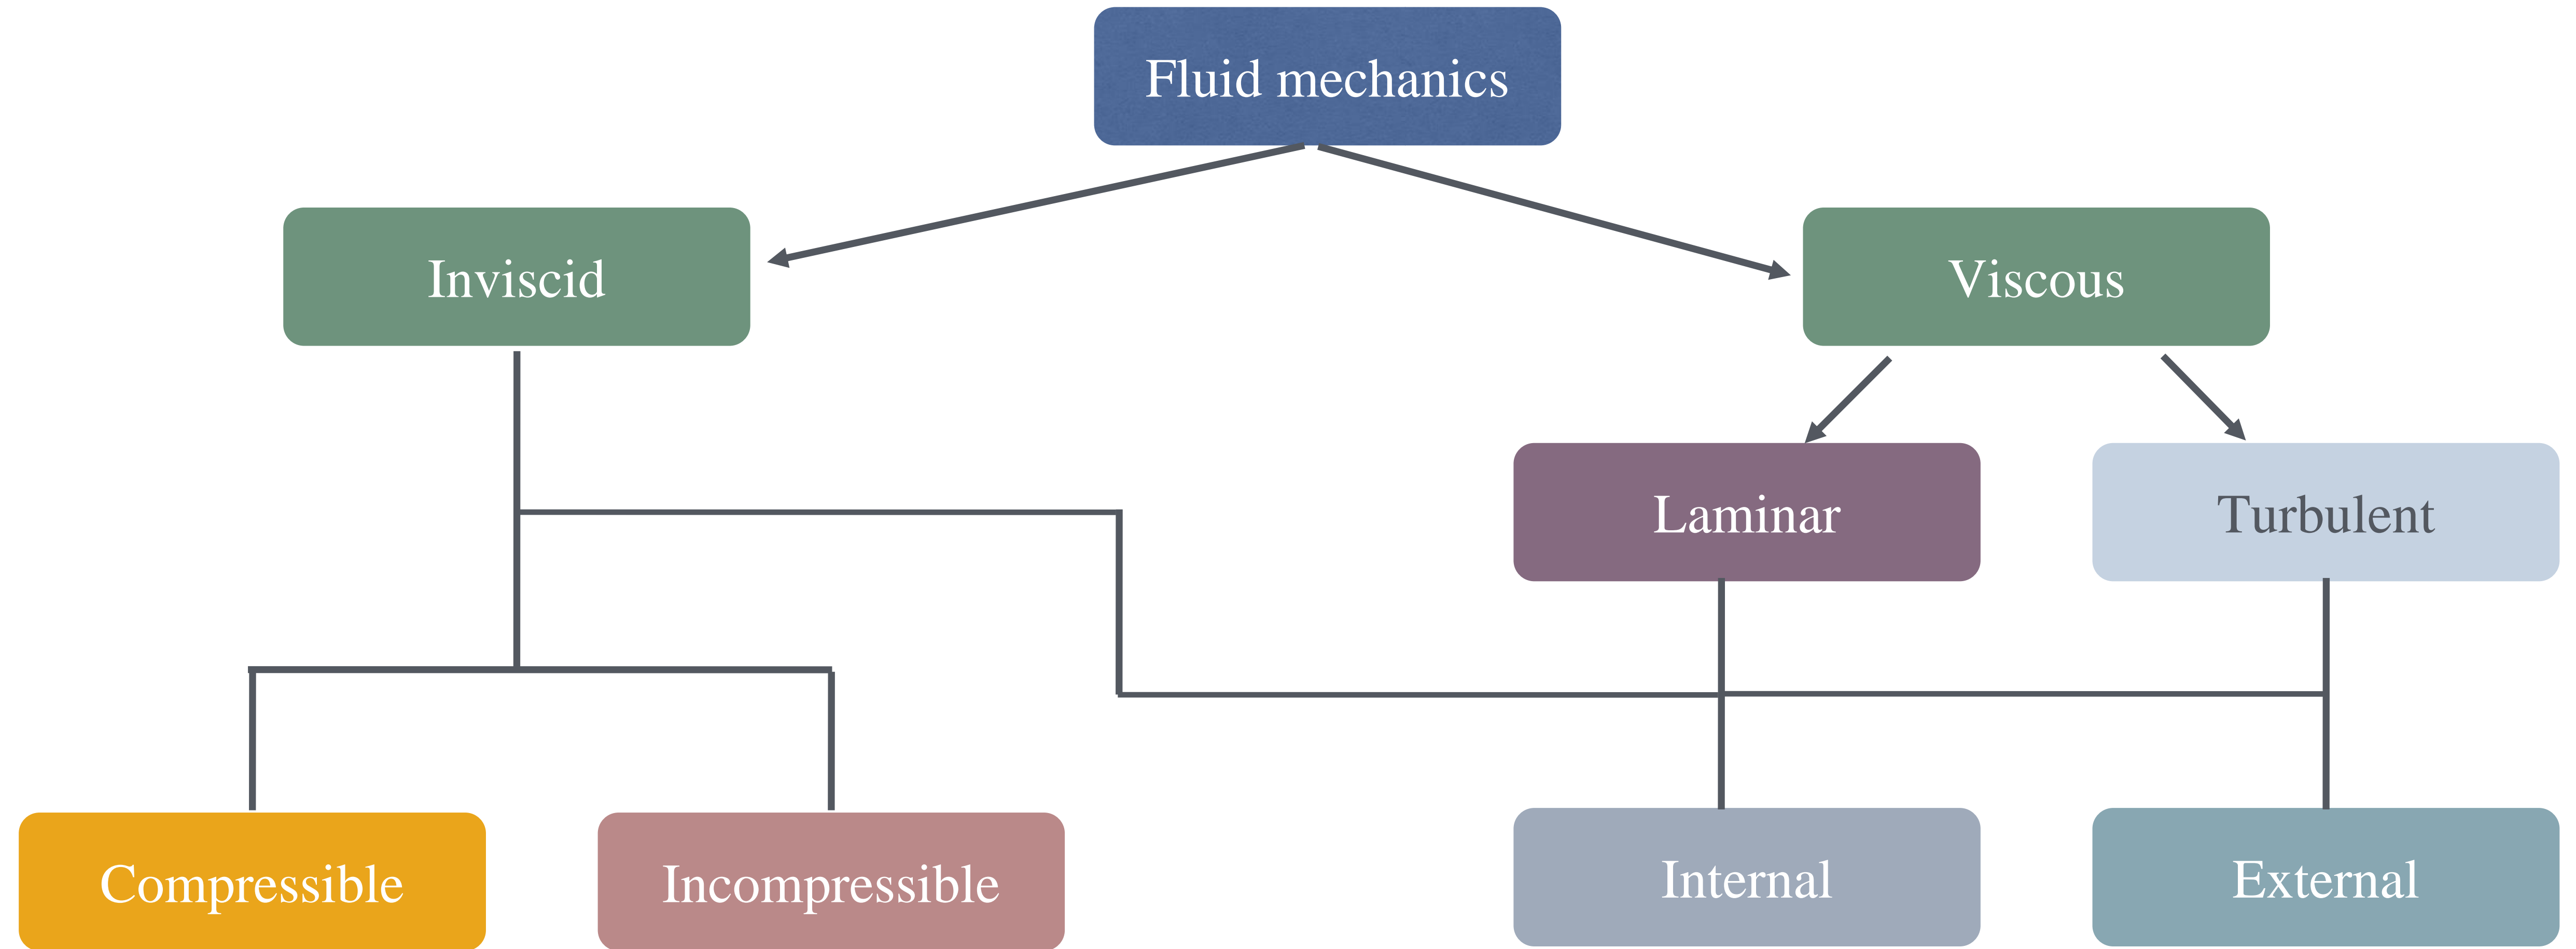 Fluid mechanics
Inviscid
Viscous
Laminar
Turbulent
Compressible
Incompressible
Internal
External